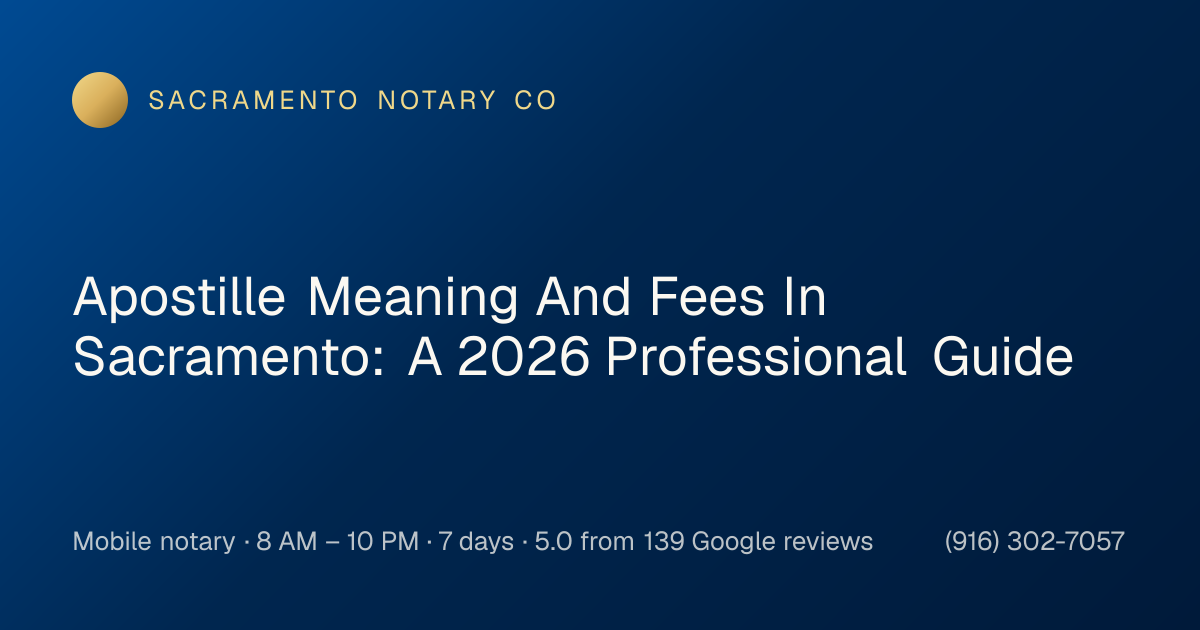 SACRAMENTO NOTARY CO
Apostille Meaning And Fees In
Sacramento: A 2026 Professional Guide
Mobile notary · 8 AM – 10 PM · 7 days · 5.0 from 139 Google reviews
(916) 302-7057